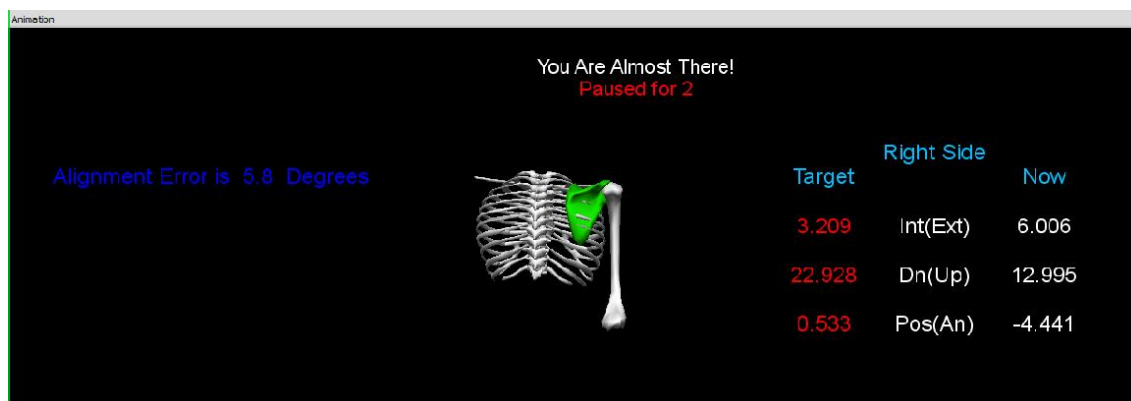 Animation
You Are Almost There!
Paused for 2
Alignment Error is 5.8 Degrees
Right Side
Target Now
3.209 Int(Ext) 6.006
22.928 Dn(Up) 12.995
0.533 Pos(An) -4.441